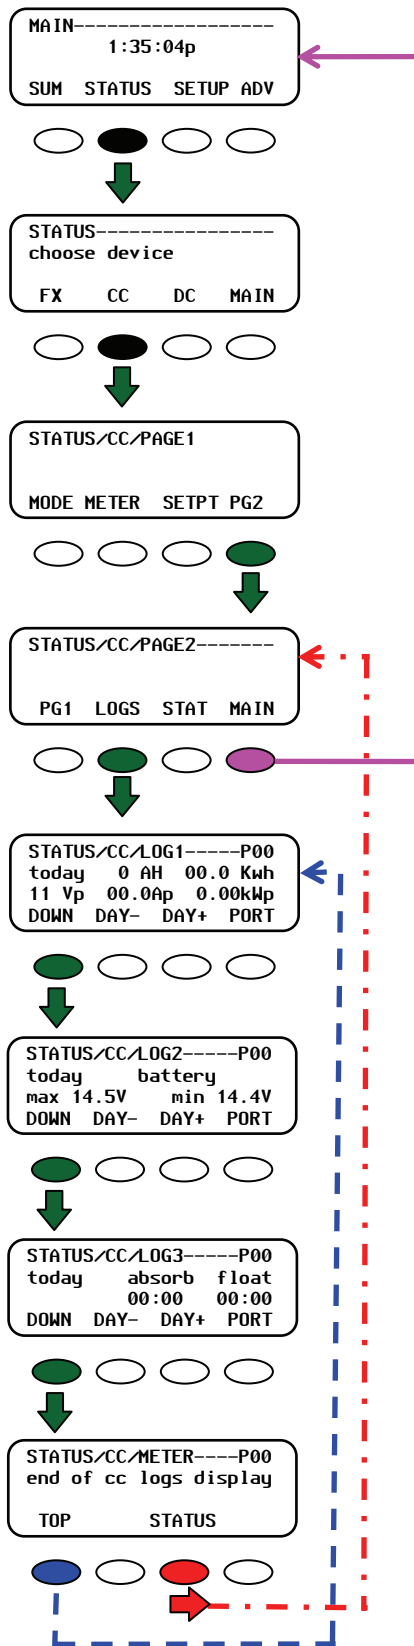 MAIN------------------
1:35:04p
SUM STATUS SETUP ADV
STATUS----------------
choose device
FX CC DC MAIN
STATUS/CC/PAGE1
MODE METER SETPT PG2
STATUS/CC/PAGE2-------
PG1 LOGS STAT MAIN
STATUS/CC/LOG1-----P00
today 0 AH 00.0 Kwh
11 Vp 00.0Ap 0.00kWp
DOWN DAY- DAY+ PORT
STATUS/CC/LOG2-----P00
today battery
max 14.5V min 14.4V
DOWN DAY- DAY+ PORT
STATUS/CC/LOG3-----P00
today absorb float
00:00 00:00
DOWN DAY- DAY+ PORT
STATUS/CC/METER----P00
end of cc logs display
TOP STATUS